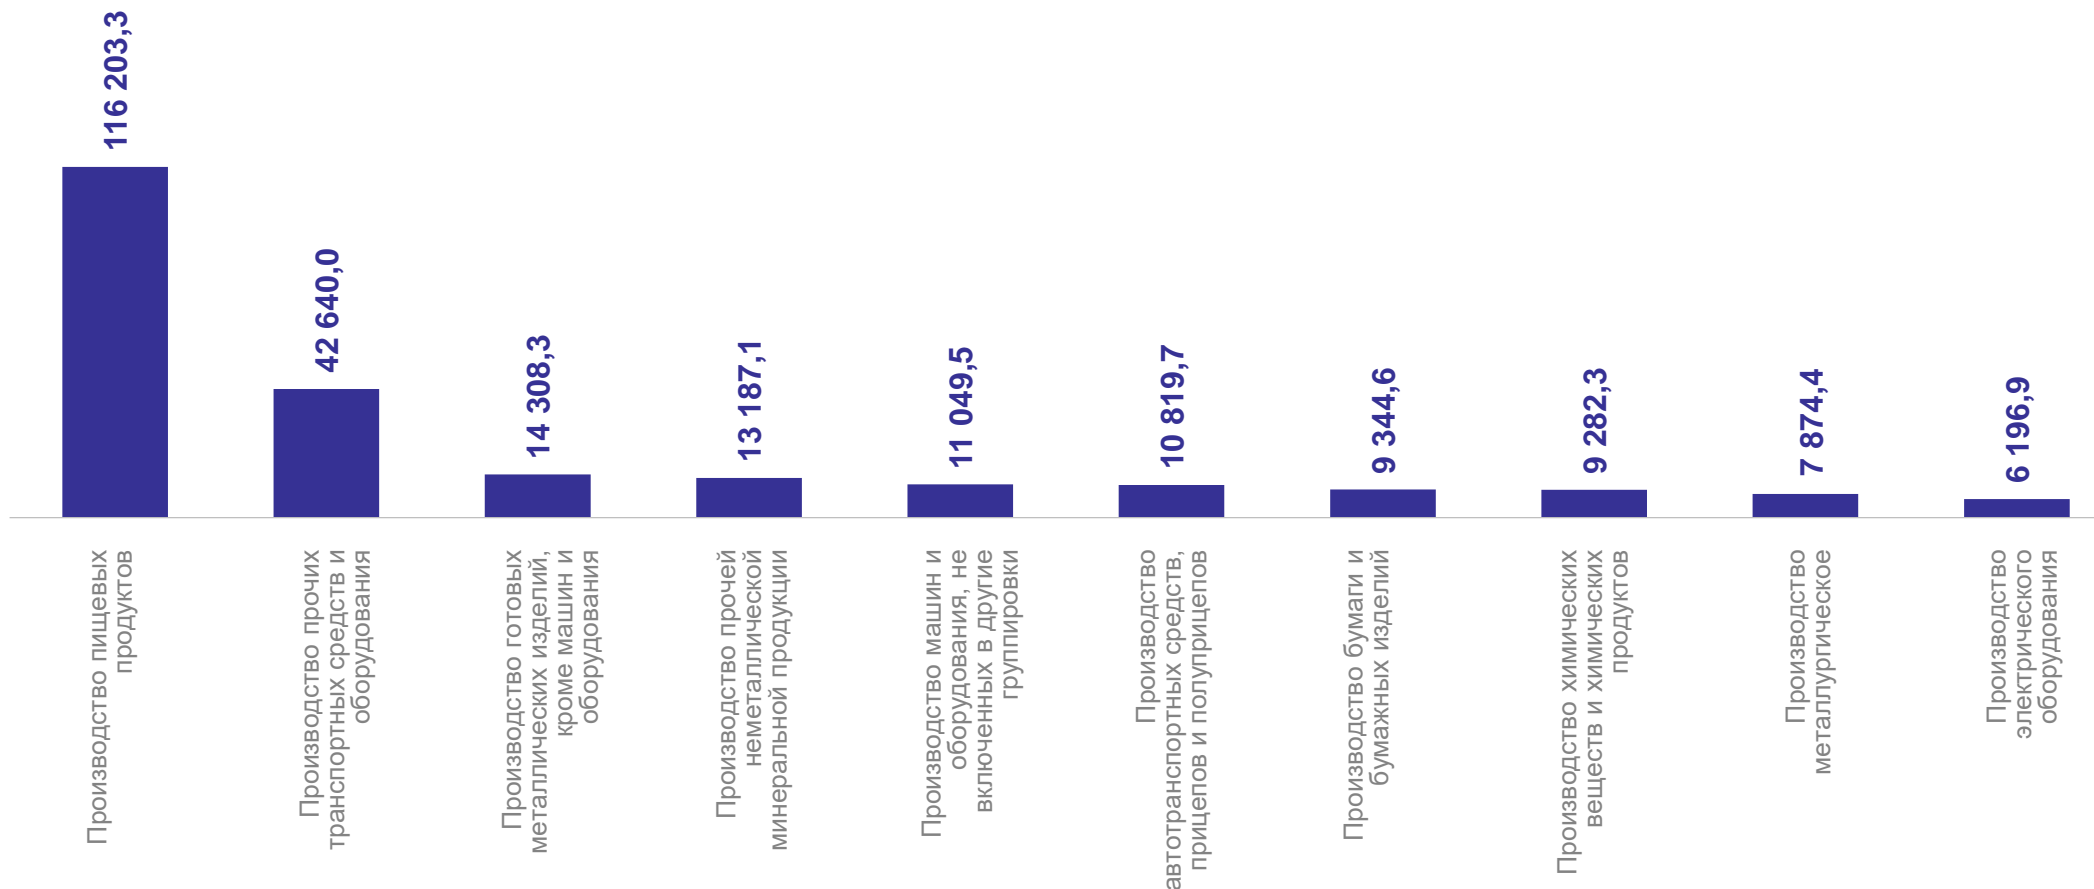 116 203,3
42 640,0
14 308,3
13 187,1
11 049,5
10 819,7
9 344,6
9 282,3
7 874,4
6 196,9
Производство пищевых
продуктов
Производство прочих
транспортных средств и
оборудования
Производство готовых
металлических изделий,
кроме машин и
оборудования
Производство прочей
неметаллической
минеральной продукции
Производство машин и
оборудования, не
включенных в другие
группировки
Производство
автотранспортных средств,
прицепов и полуприцепов
Производство бумаги и
бумажных изделий
Производство химических
веществ и химических
продуктов
Производство
металлургическое
Производство
электрического
оборудования